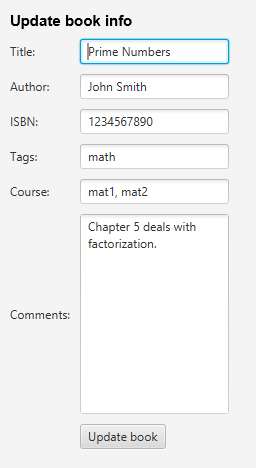 Update book info
Title: Prime Numbers
Author: John Smith
ISBN: 1234567890
Tags: math
Course: mat1, mat2
Comments: Chapter 5 deals with
factorization.
Update book